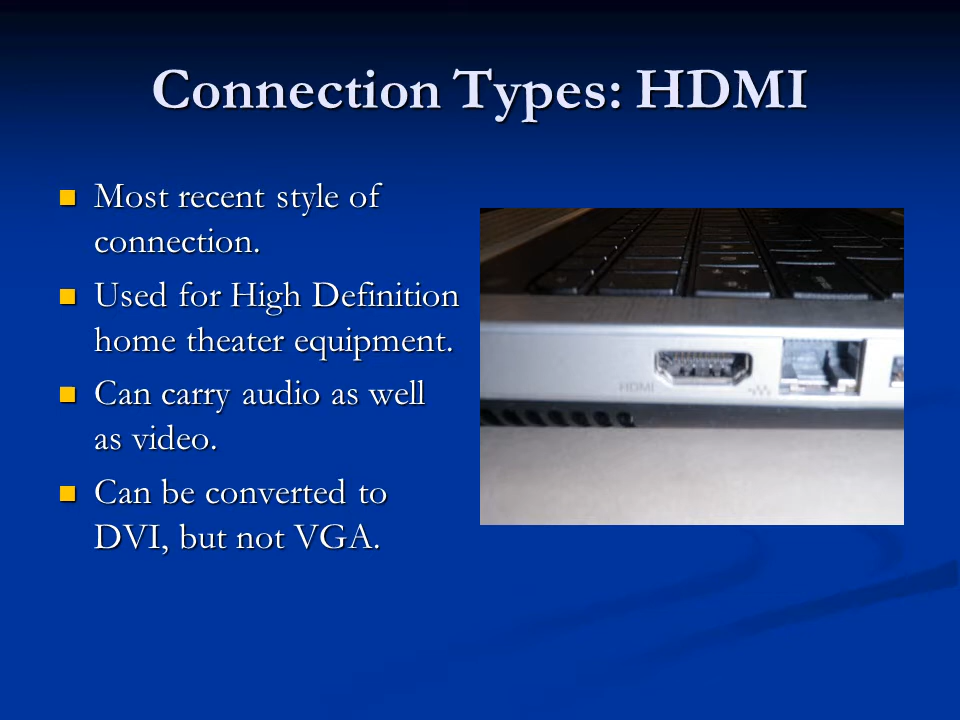 Connection Types: HDMI
Most recent style of
connection.
Used for High Definition
home theater equipment.
Can carry audio as well
as video.
Can be converted to
DVI, but not VGA.
HDMI